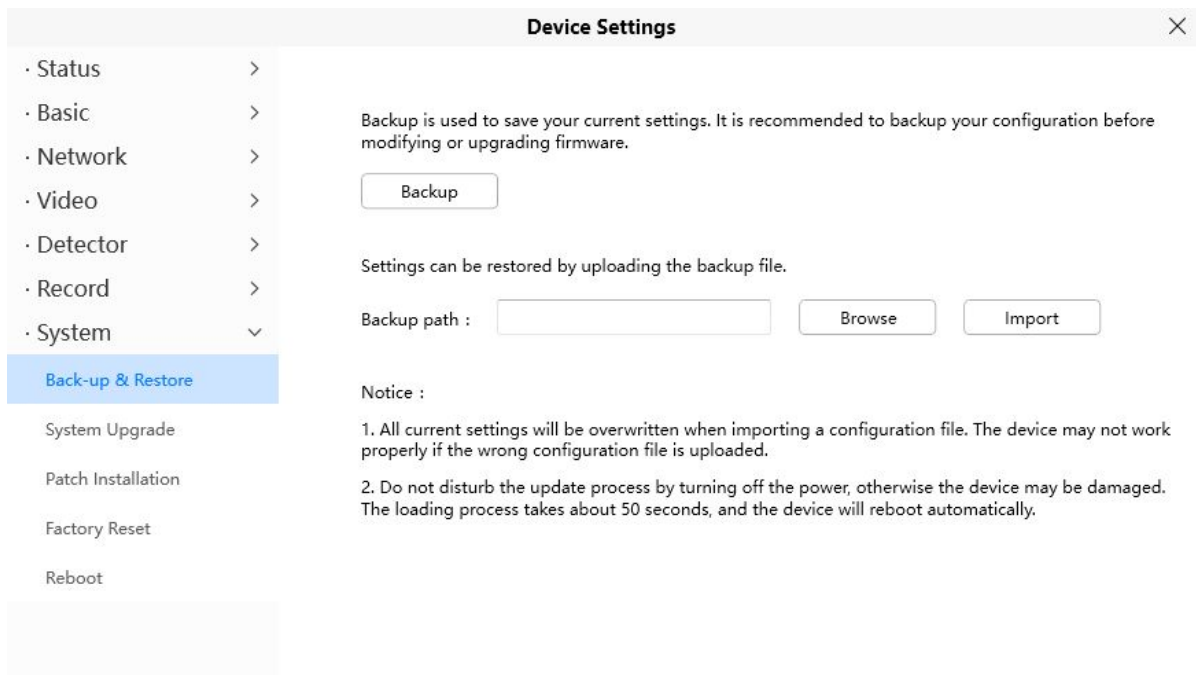 Device Settings
· Status
· Basic
· Network
· Video
· Detector
· Record
· System
Back-up & Restore
System Upgrade
Patch Installation
Factory Reset
Reboot
Backup is used to save your current settings. It is recommended to backup your configuration before
modifying or upgrading firmware.
Backup
Settings can be restored by uploading the backup file.
Backup path :
Browse
Import
Notice :
1. All current settings will be overwritten when importing a configuration file. The device may not work
properly if the wrong configuration file is uploaded.
2. Do not disturb the update process by turning off the power, otherwise the device may be damaged.
The loading process takes about 50 seconds, and the device will reboot automatically.